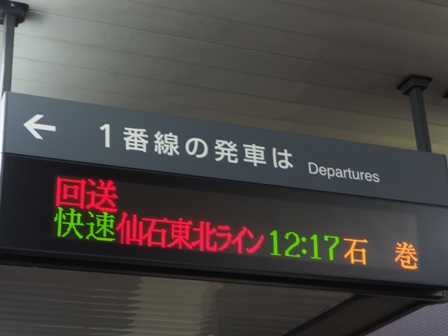 ← 1番線の発車は Departures
回送
快速 仙石東北ライン 12:17 石 巻